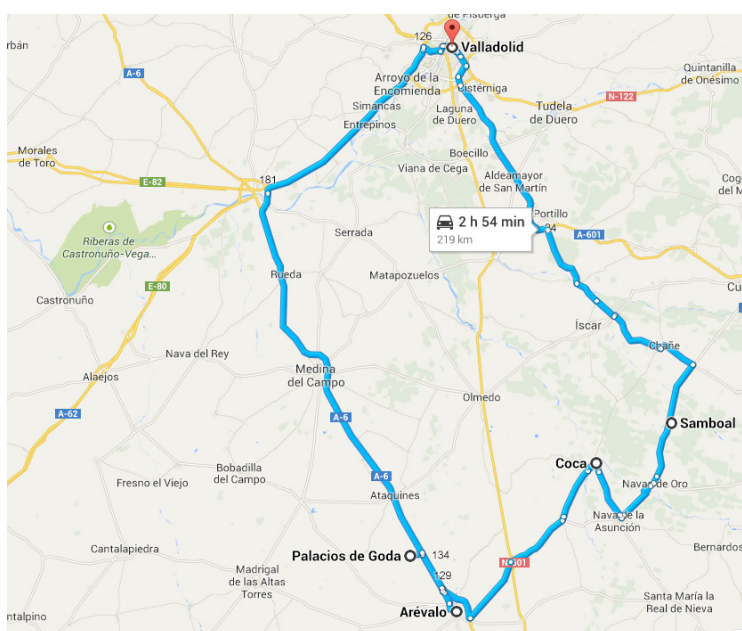 de Pisuerga
126
Valladolid
rbán
A-6
Quintanilla
de Onésimo
Arroyo de la
Encomienda
Cistérniga
N-122
Simancas
Laguna
de Duero
Tudela
de Duero
Entrepinos
Morales
de Toro
Boecillo
Viana de Cega
Aldeamayor
de San Martín
Cog
del M
E-82
181
2 h 54 min
219 km
Portillo
24
A-601
Riberas de
Castronuño-Vega...
Serrada
Rueda
Matapozuelos
E-80
Cu
Castronuño
Íscar
Nava del Rey
Chañe
Medina
del Campo
Alaejos
Olmedo
A-62
A-6
Samboal
Coca
Bobadilla
del Campo
A-6
Fresno el Viejo
Ataquines
Navas de Oro
Nava de la
Asunción
Cantalapiedra
Palacios de Goda
134
Bernardos
N-601
Madrigal
de las Altas
Torres
129
Santa María la
Real de Nieva
ntalpino
Arévalo